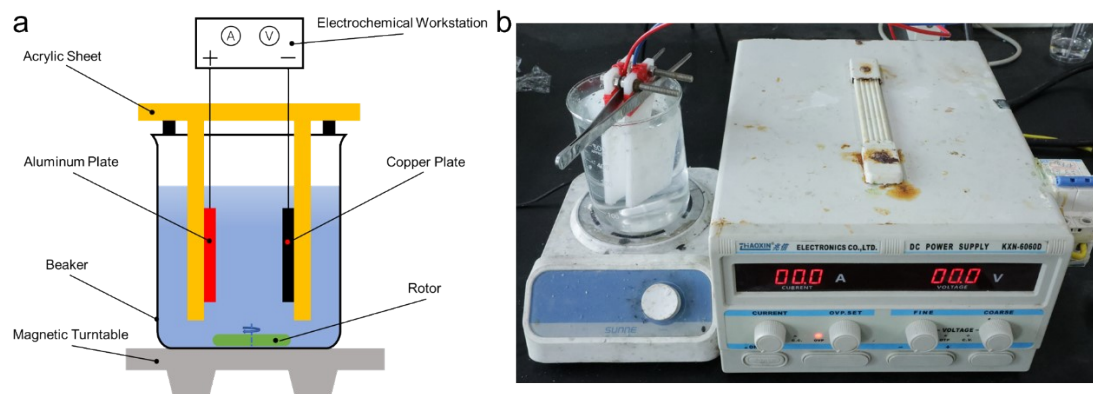 a
Electrochemical Workstation
A
V
+
−
Acrylic Sheet
Aluminum Plate
Copper Plate
Beaker
Rotor
Magnetic Turntable
b
SUNNE
ZHAOXIN
ELECTRONICS CO.,LTD.
DC POWER SUPPLY
KXN-6060D
00.0 A
00.0 V
CURRENT
VOLTAGE
CURRENT
OVP.SET
FINE
COARSE
VOLTAGE